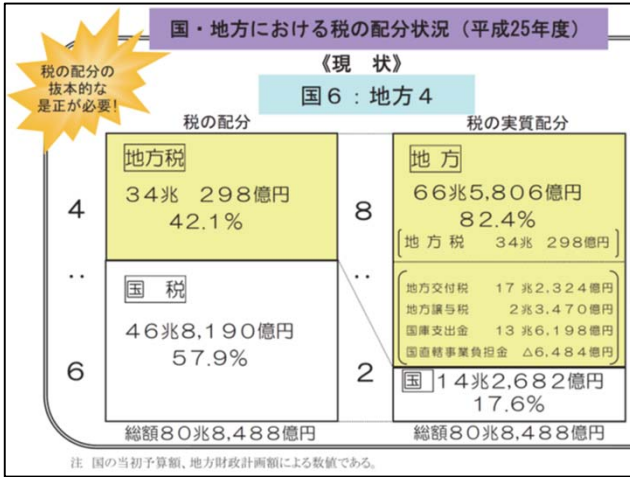 国・地方における税の配分状況（平成25年度）
税の配分の
抜本的な
是正が必要！
《現　状》
国６：地方４
税の配分
地方税
34兆　298億円
42.1%
国　税
46兆8,190億円
57.9%
4
：
6
総額80兆8,488億円
税の実質配分
地　方
66兆5,806億円
82.4%
地　方　税　34兆　298億円
地方交付税　17 兆2,324億円
地方譲与税　2兆3,470億円
国庫支出金　13 兆6,198億円
国直轄事業負担金　△6,484億円
国 14兆2,682億円
17.6%
8
：
2
総額80兆8,488億円
注　国の当初予算額、地方財政計画額による数値である。